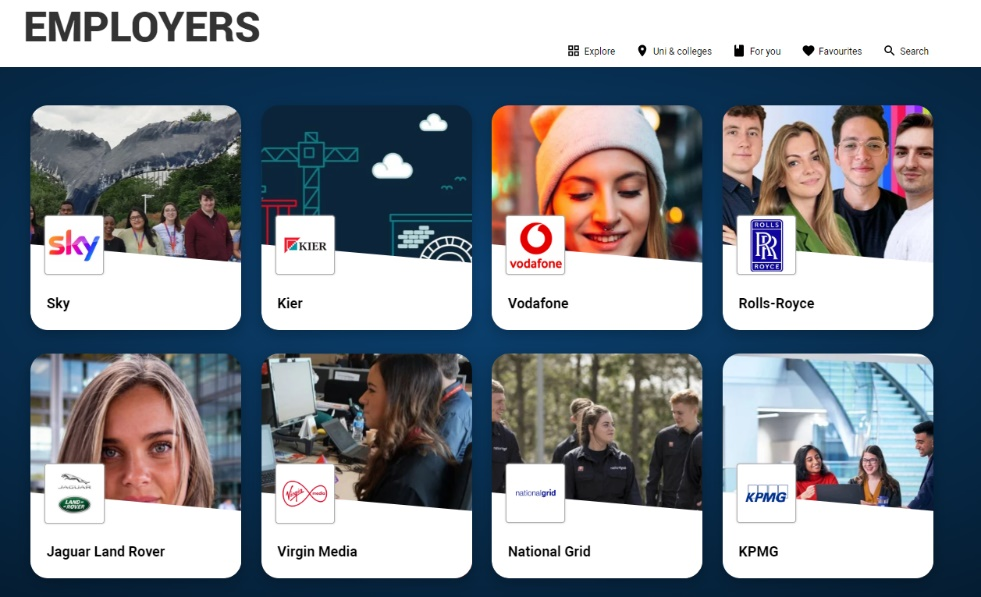 EMPLOYERS
Explore Uni & colleges For you Favourites Search
sky
KIER
vodafone
ROLLS
RR
ROYCE
Sky
Kier
Vodafone
Rolls-Royce
JAGUAR
LAND-
ROVER
Virgin media
nationalgrid
KPMG
Jaguar Land Rover
Virgin Media
National Grid
KPMG